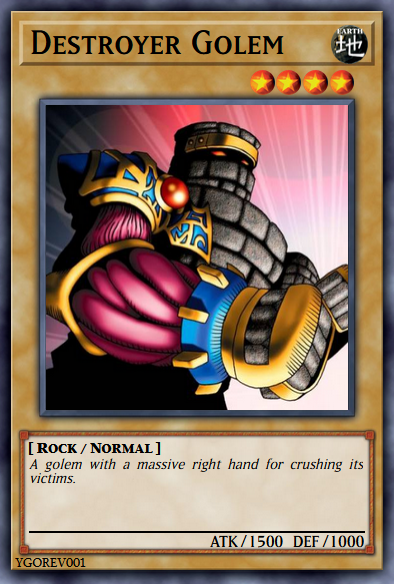 DESTROYER GOLEM
EARTH
地
[ ROCK / NORMAL ]
A golem with a massive right hand for crushing its
victims.
ATK / 1500 DEF / 1000
YGOREV001